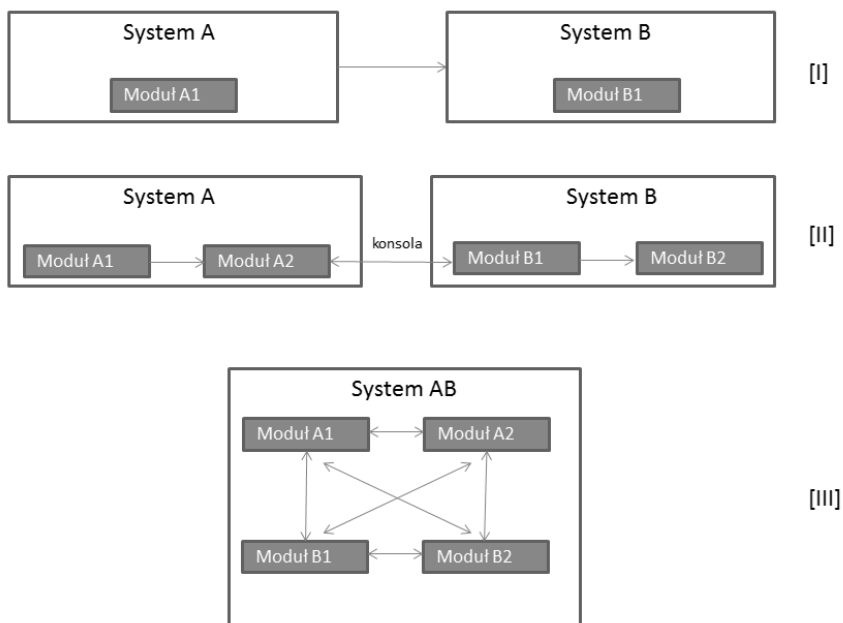 System A
System B
Moduł A1
Moduł B1
[I]
System A
System B
konsola
Moduł A1
Moduł A2
Moduł B1
Moduł B2
[II]
System AB
Moduł A1
Moduł A2
Moduł B1
Moduł B2
[III]